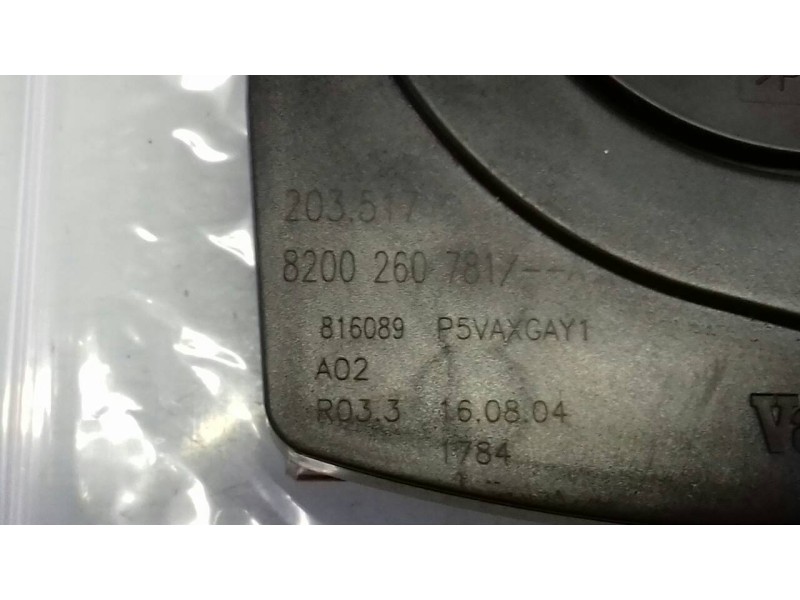 203.517
8200 260 781/--A
816089 P5VAXGAY1
A02
R03.3 16.08.04
1784